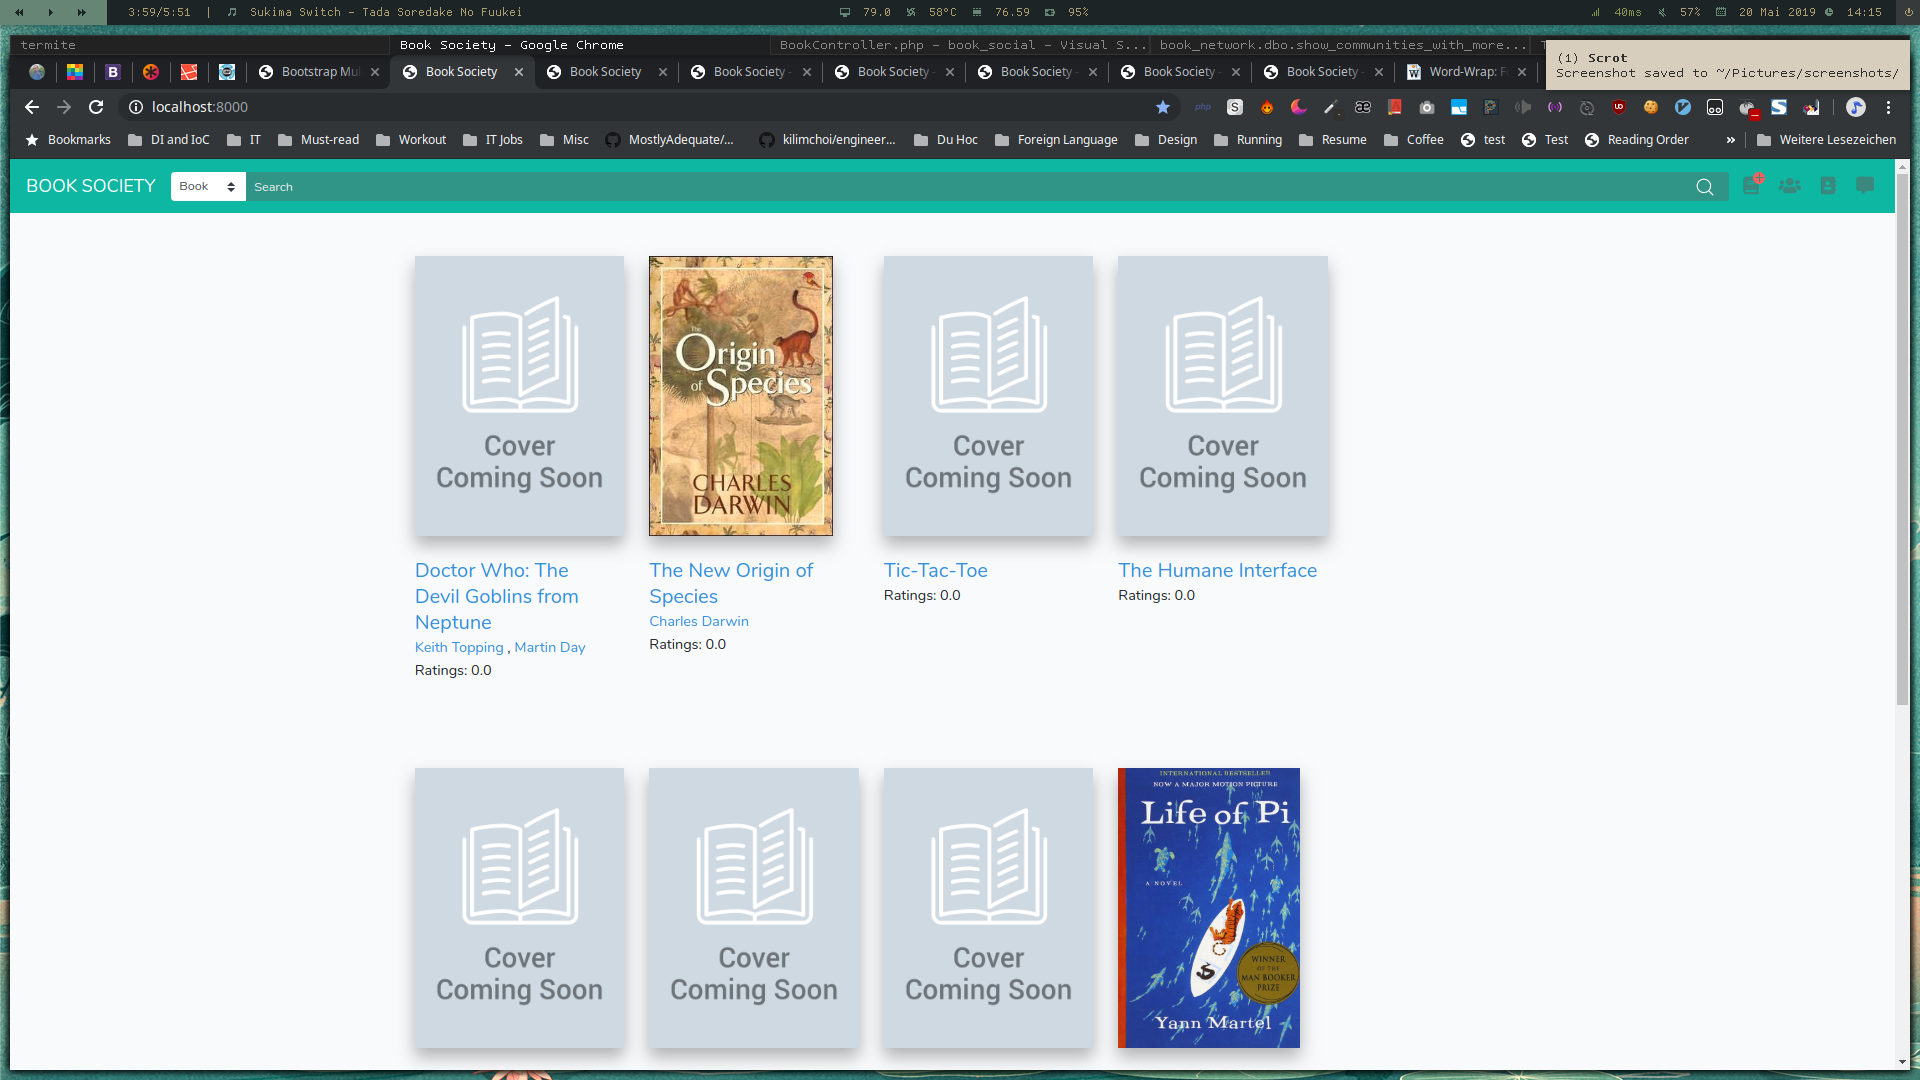 3:59/5:51 | Sukima Switch – Tada Soredake No Fuukei
79.0 58°C 76.59 95%
40ms 57% 20 Mai 2019 14:15
termite
Book Society – Google Chrome
BookController.php – book_social – Visual S...
book_network.dbo.show_communities_with_more...
(1) Scrot
Screenshot saved to ~/Pictures/screenshots/
Bootstrap Mul
Book Society
Book Society
Book Society -
Book Society -
Book Society -
Book Society -
Book Society -
Word-Wrap: F
localhost:8000
php
Bookmarks
DI and IoC
IT
Must-read
Workout
IT Jobs
Misc
MostlyAdequate/...
kilimchoi/engineer...
Du Hoc
Foreign Language
Design
Running
Resume
Coffee
test
Test
Reading Order
»
Weitere Lesezeichen
BOOK SOCIETY
Book
Search
Cover
Coming Soon
The
Origin
of Species
CHARLES
DARWIN
Cover
Coming Soon
Cover
Coming Soon
Doctor Who: The
Devil Goblins from
Neptune
Keith Topping , Martin Day
Ratings: 0.0
The New Origin of
Species
Charles Darwin
Ratings: 0.0
Tic-Tac-Toe
Ratings: 0.0
The Humane Interface
Ratings: 0.0
Cover
Coming Soon
Cover
Coming Soon
Cover
Coming Soon
INTERNATIONAL BESTSELLER
NOW A MAJOR MOTION PICTURE
Life of Pi
A NOVEL
WINNER
OF THE
MAN BOOKER
PRIZE
Yann Martel